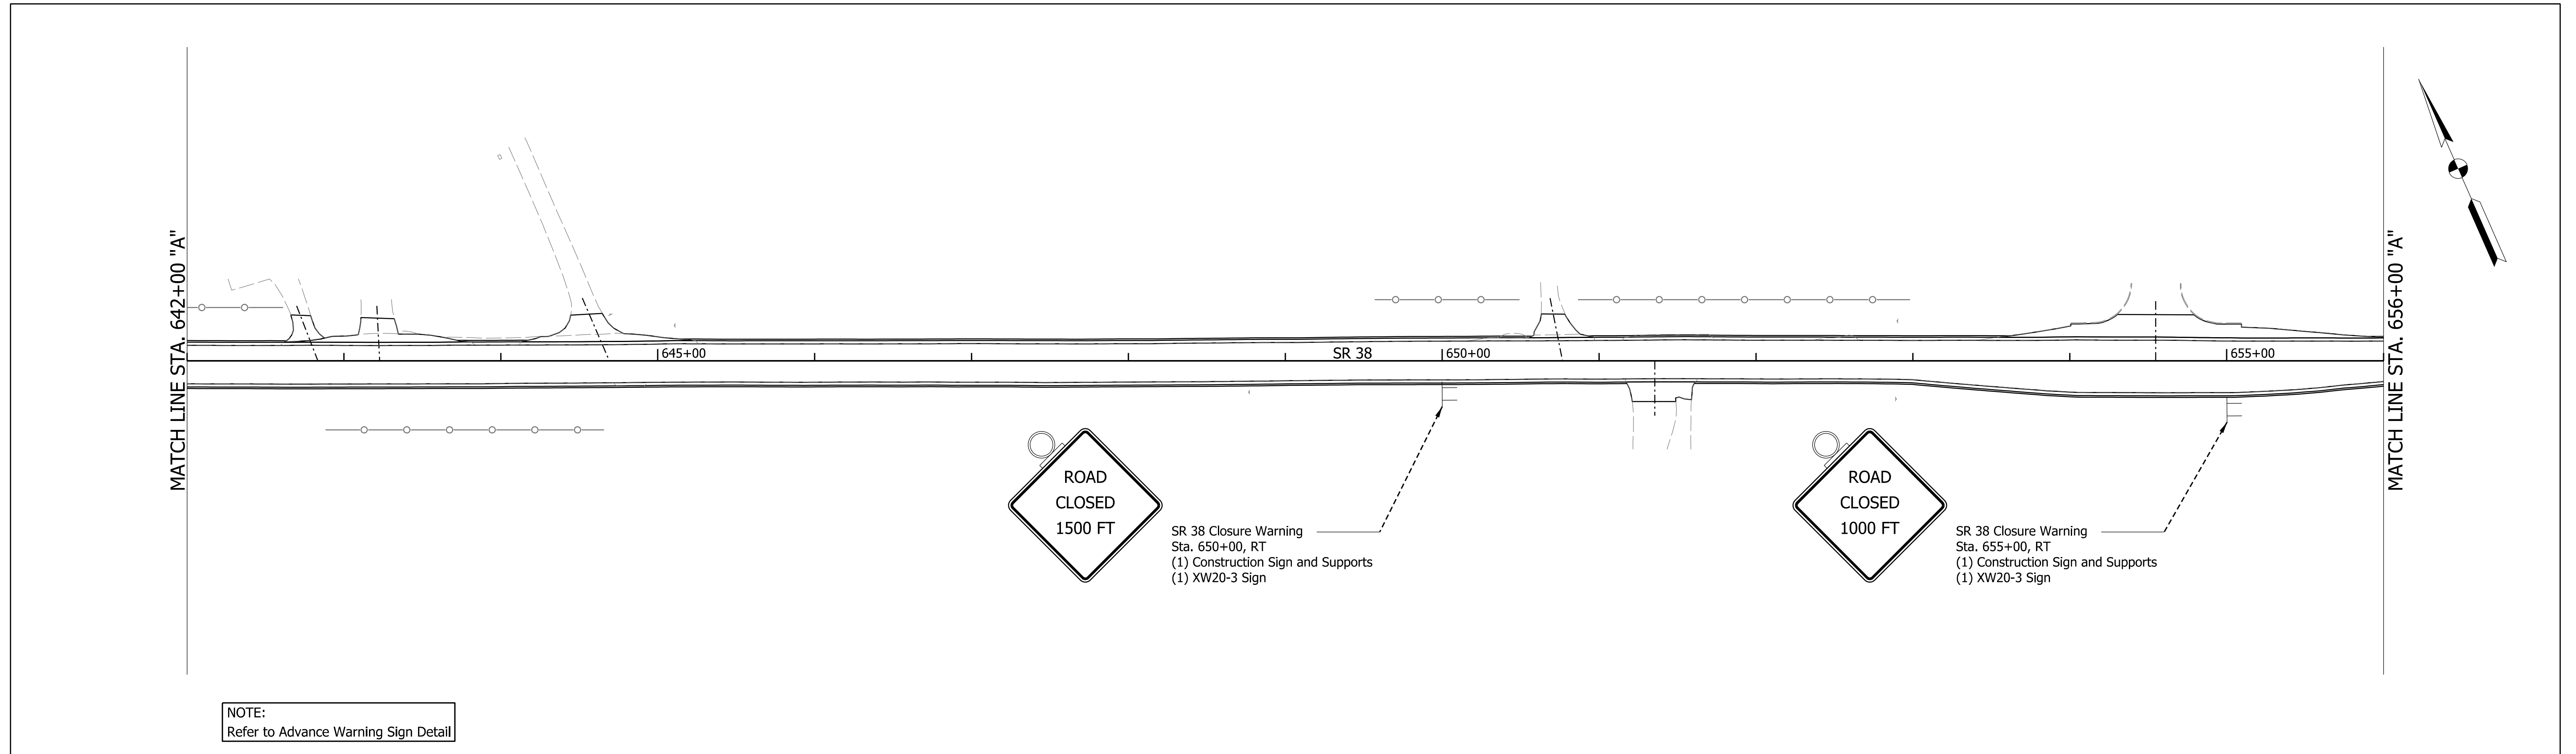 MATCH LINE STA. 642+00 "A"
645+00
SR 38
650+00
655+00
MATCH LINE STA. 656+00 "A"
ROAD
CLOSED
1500 FT
SR 38 Closure Warning
Sta. 650+00, RT
(1) Construction Sign and Supports
(1) XW20-3 Sign
ROAD
CLOSED
1000 FT
SR 38 Closure Warning
Sta. 655+00, RT
(1) Construction Sign and Supports
(1) XW20-3 Sign
NOTE:
Refer to Advance Warning Sign Detail